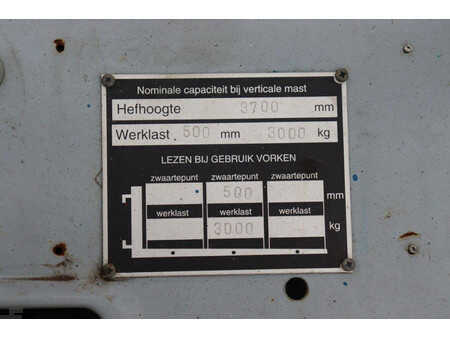 Nominale capaciteit bij verticale mast
Hefhoogte 3700 mm
Werklast 500 mm 3000 kg
LEZEN BIJ GEBRUIK VORKEN
zwaartepunt zwaartepunt zwaartepunt
500 mm
werklast werklast werklast
3000 kg